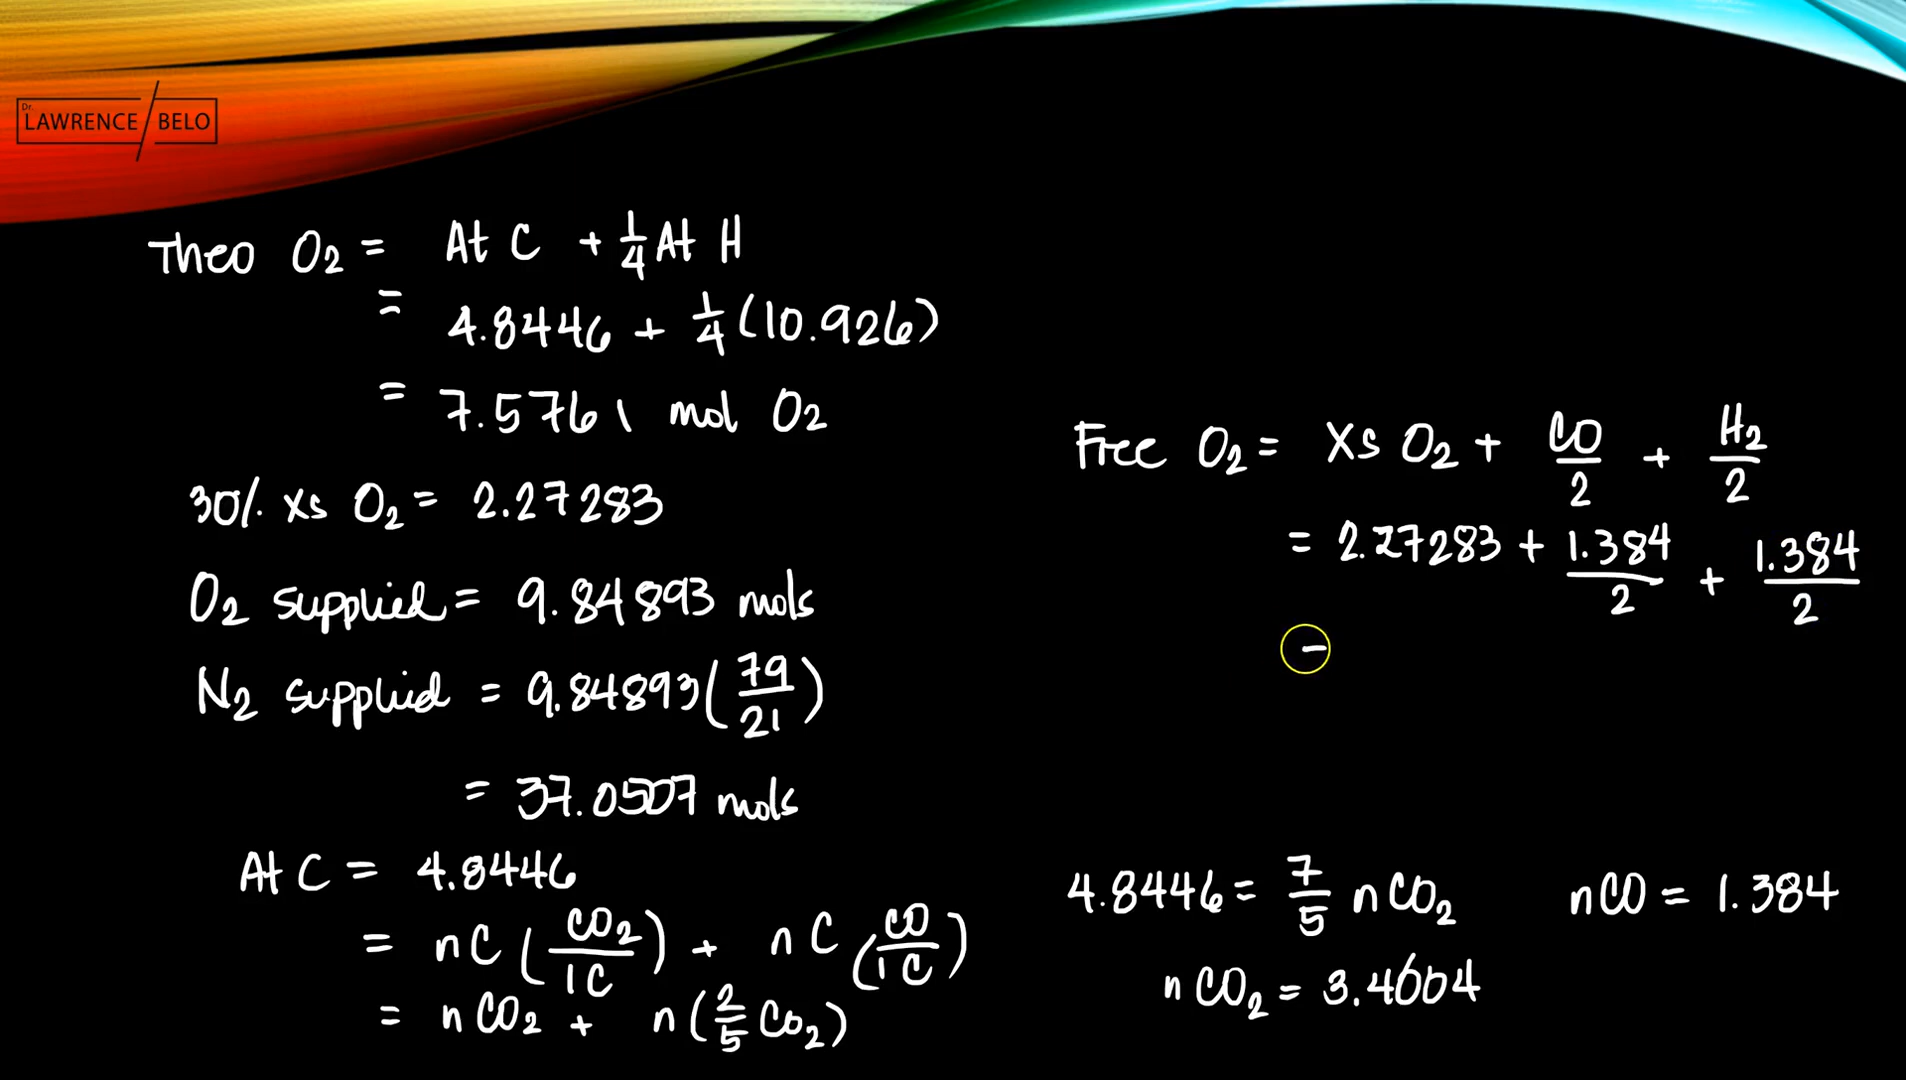 Dr.
LAWRENCE / BELO
Theo O₂ = At C + 1/4 At H
= 4.8446 + 1/4 (10.926)
= 7.5761 mol O₂
30% xs O₂ = 2.27283
O₂ supplied = 9.84893 mols
N₂ supplied = 9.84893 (79/21)
= 37.0507 mols
At C = 4.8446
= nC (CO₂/1C) + nC (CO/1C)
= nCO₂ + n(2/5 CO₂)
Free O₂ = XS O₂ + CO/2 + H₂/2
= 2.27283 + 1.384/2 + 1.384/2
-
4.8446 = 7/5 nCO₂
nCO = 1.384
nCO₂ = 3.4604